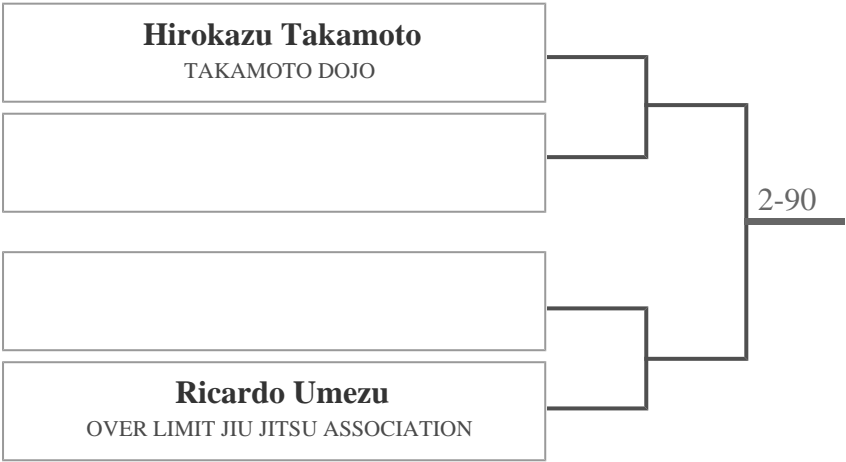 Hirokazu Takamoto
TAKAMOTO DOJO
2-90
Ricardo Umezu
OVER LIMIT JIU JITSU ASSOCIATION